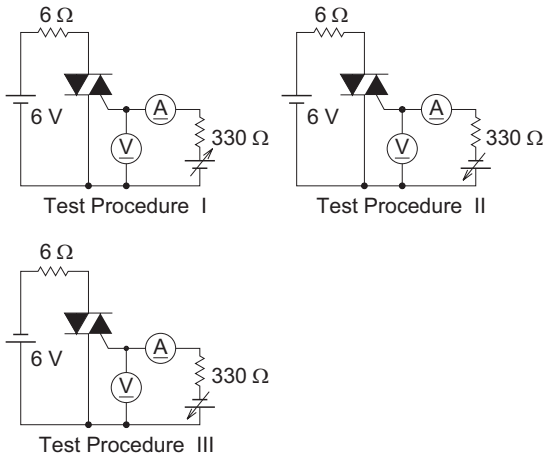 6 Ω
6 V
A
V
330 Ω
Test Procedure I
6 Ω
6 V
A
V
330 Ω
Test Procedure II
6 Ω
6 V
A
V
330 Ω
Test Procedure III